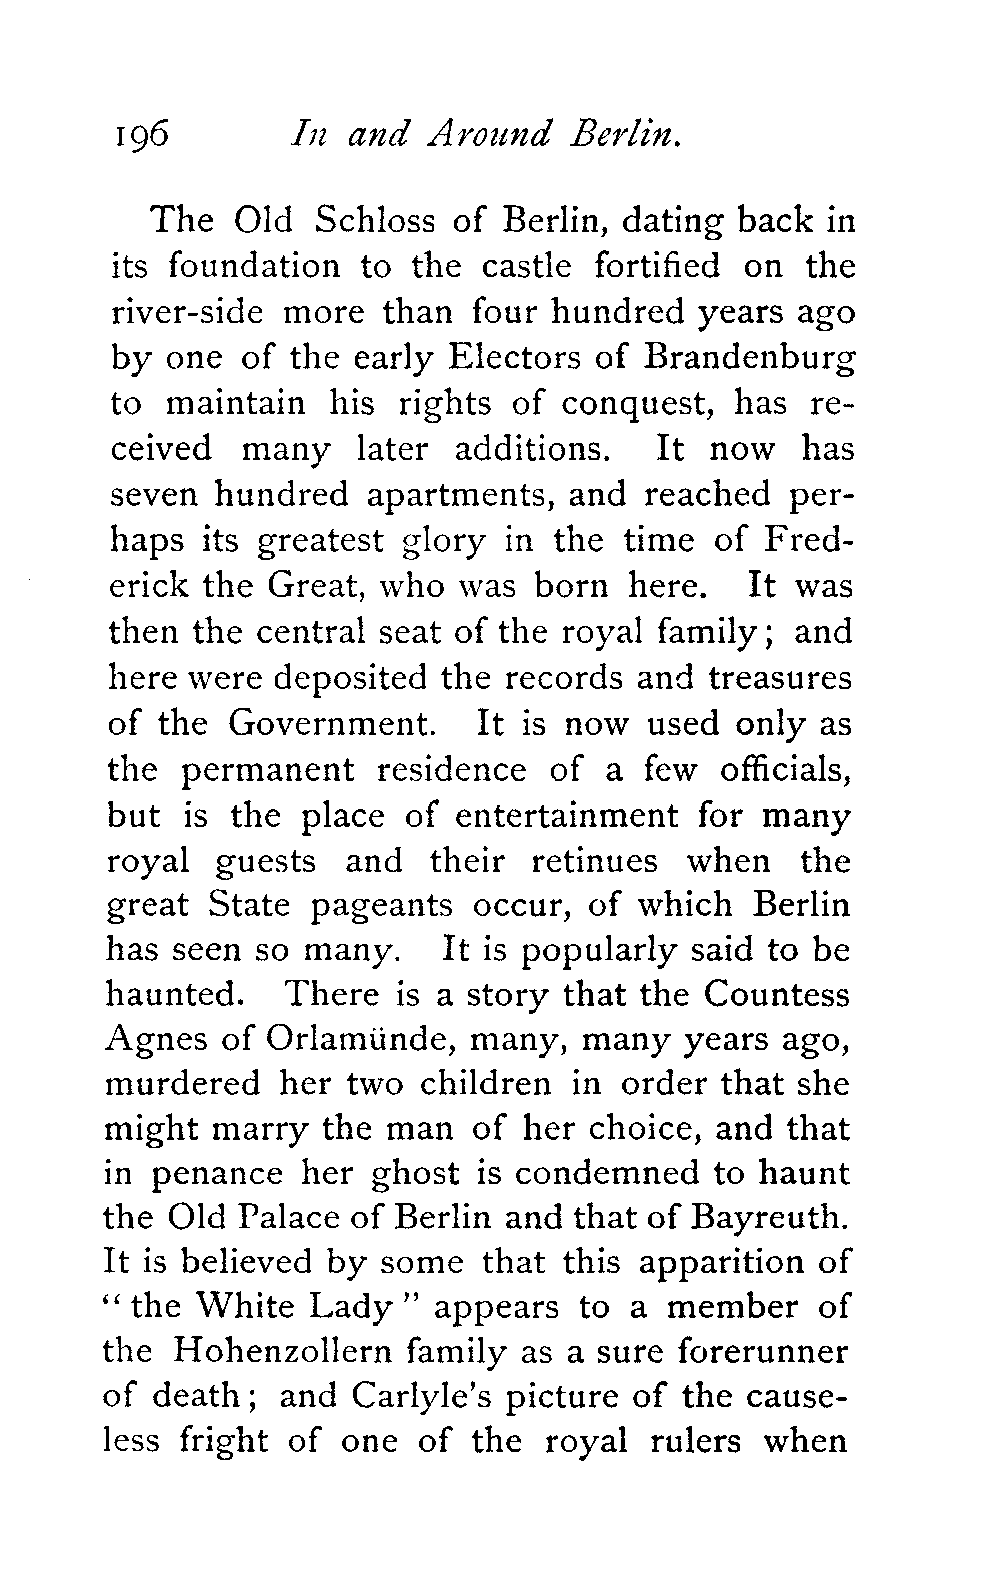 196 In and Around Berlin.
The Old Schloss of Berlin, dating back in
its foundation to the castle fortified on the
river-side more than four hundred years ago
by one of the early Electors of Brandenburg
to maintain his rights of conquest, has re-
ceived many later additions. It now has
seven hundred apartments, and reached per-
haps its greatest glory in the time of Fred-
erick the Great, who was born here. It was
then the central seat of the royal family; and
here were deposited the records and treasures
of the Government. It is now used only as
the permanent residence of a few officials,
but is the place of entertainment for many
royal guests and their retinues when the
great State pageants occur, of which Berlin
has seen so many. It is popularly said to be
haunted. There is a story that the Countess
Agnes of Orlamünde, many, many years ago,
murdered her two children in order that she
might marry the man of her choice, and that
in penance her ghost is condemned to haunt
the Old Palace of Berlin and that of Bayreuth.
It is believed by some that this apparition of
“the White Lady” appears to a member of
the Hohenzollern family as a sure forerunner
of death; and Carlyle's picture of the cause-
less fright of one of the royal rulers when